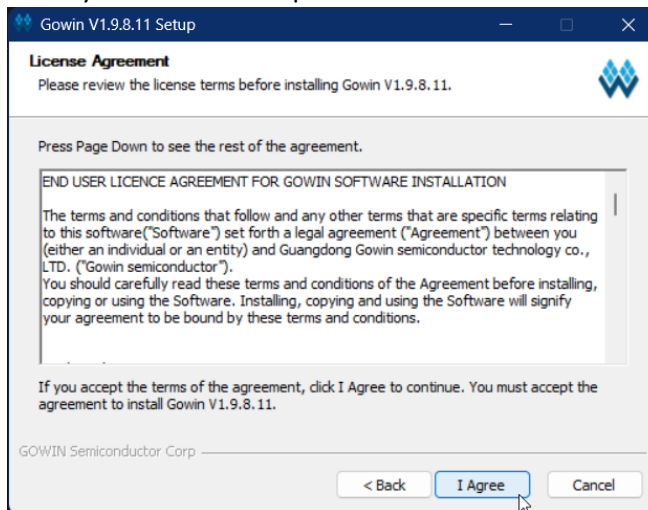 Gowin V1.9.8.11 Setup
License Agreement
Please review the license terms before installing Gowin V1.9.8.11.
Press Page Down to see the rest of the agreement.
END USER LICENCE AGREEMENT FOR GOWIN SOFTWARE INSTALLATION
The terms and conditions that follow and any other terms that are specific terms relating
to this software("Software") set forth a legal agreement ("Agreement") between you
(either an individual or an entity) and Guangdong Gowin semiconductor technology co.,
LTD. ("Gowin semiconductor").
You should carefully read these terms and conditions of the Agreement before installing,
copying or using the Software. Installing, copying and using the Software will signify
your agreement to be bound by these terms and conditions.
If you accept the terms of the agreement, click I Agree to continue. You must accept the
agreement to install Gowin V1.9.8.11.
GOWIN Semiconductor Corp
< Back I Agree Cancel